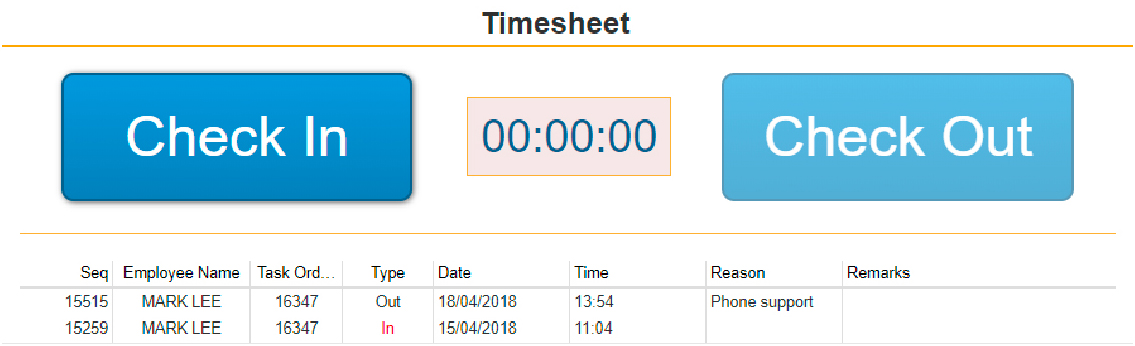 Timesheet
Check In 00:00:00 Check Out
Seq Employee Name Task Ord... Type Date Time Reason Remarks
15515 MARK LEE 16347 Out 18/04/2018 13:54 Phone support
15259 MARK LEE 16347 In 15/04/2018 11:04